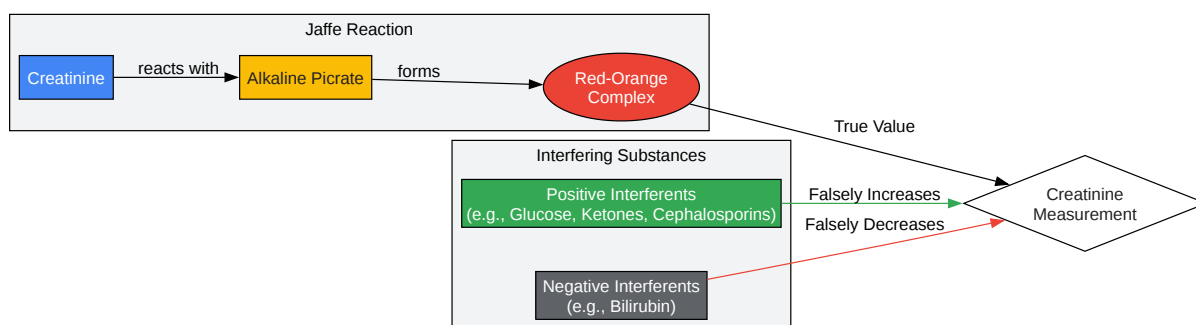 Jaffe Reaction
Creatinine
reacts with
Alkaline Picrate
forms
Red-Orange
Complex
True Value
Interfering Substances
Positive Interferents
(e.g., Glucose, Ketones, Cephalosporins)
Falsely Increases
Creatinine
Measurement
Falsely Decreases
Negative Interferents
(e.g., Bilirubin)